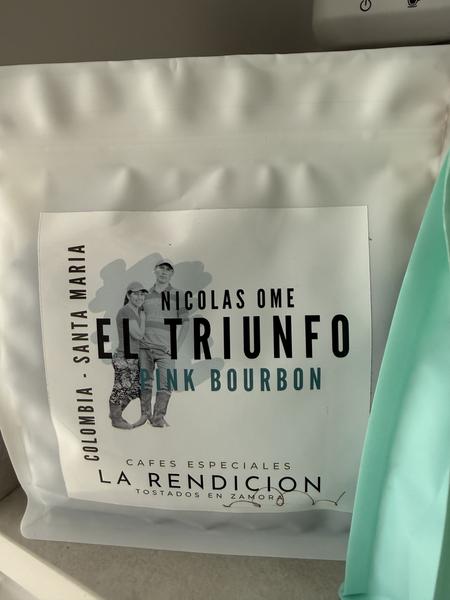 COLOMBIA - SANTA MARIA
NICOLAS OME
EL TRIUNFO
PINK BOURBON
CAFES ESPECIALES
LA RENDICION
TOSTADOS EN ZAMORA